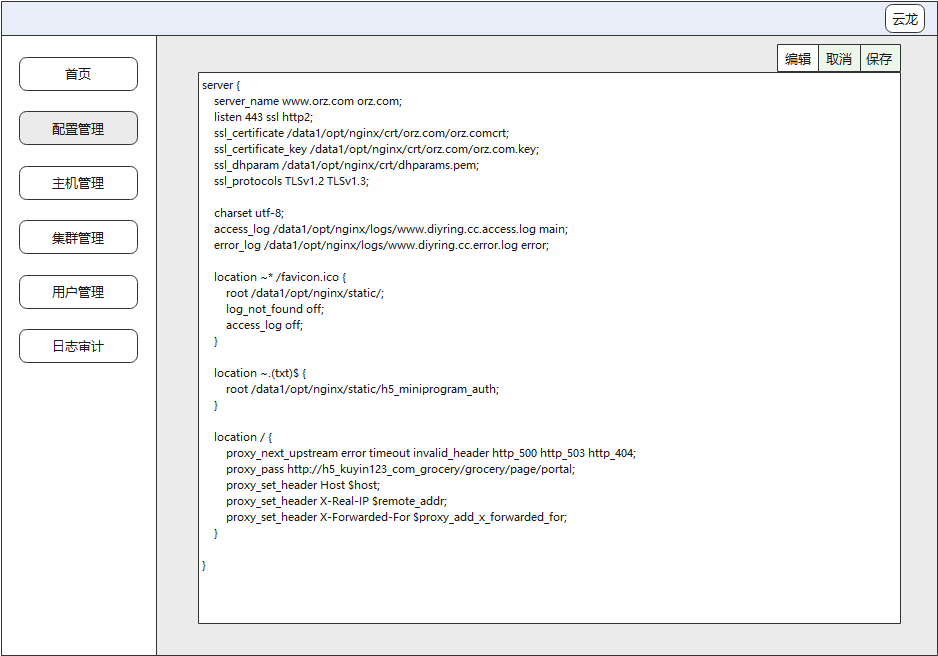 云龙
首页
配置管理
主机管理
集群管理
用户管理
日志审计
编辑 取消 保存
server {
server_name www.orz.com orz.com;
listen 443 ssl http2;
ssl_certificate /data1/opt/nginx/crt/orz.com/orz.comcrt;
ssl_certificate_key /data1/opt/nginx/crt/orz.com/orz.com.key;
ssl_dhparam /data1/opt/nginx/crt/dhparams.pem;
ssl_protocols TLSv1.2 TLSv1.3;
charset utf-8;
access_log /data1/opt/nginx/logs/www.diyring.cc.access.log main;
error_log /data1/opt/nginx/logs/www.diyring.cc.error.log error;
location ~* /favicon.ico {
root /data1/opt/nginx/static/;
log_not_found off;
access_log off;
}
location ~.(txt)$ {
root /data1/opt/nginx/static/h5_miniprogram_auth;
}
location / {
proxy_next_upstream error timeout invalid_header http_500 http_503 http_404;
proxy_pass http://h5_kuyin123_com_grocery/grocery/page/portal;
proxy_set_header Host $host;
proxy_set_header X-Real-IP $remote_addr;
proxy_set_header X-Forwarded-For $proxy_add_x_forwarded_for;
}
}